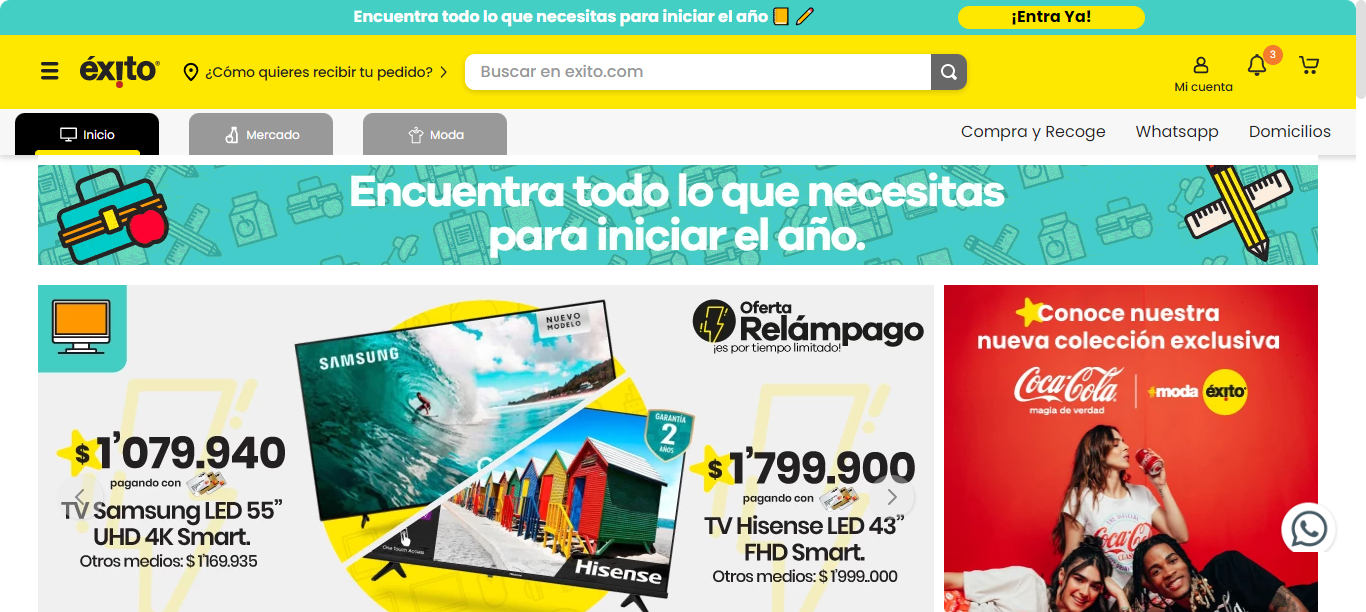 Encuentra todo lo que necesitas para iniciar el año
¡Entra Ya!
éxito
¿Cómo quieres recibir tu pedido?
Buscar en exito.com
Mi cuenta
3
Inicio
Mercado
Moda
Compra y Recoge
Whatsapp
Domicilios
Encuentra todo lo que necesitas
para iniciar el año.
$ 1'079.940
pagando con
TV Samsung LED 55”
UHD 4K Smart.
Otros medios: $ 1'169.935
SAMSUNG
NUEVO
MODELO
GARANTÍA
2
AÑOS
One Touch Access
Hisense
Oferta
Relámpago
¡es por tiempo limitado!
$ 1'799.900
pagando con
TV Hisense LED 43”
FHD Smart.
Otros medios: $ 1'999.000
Conoce nuestra
nueva colección exclusiva
Coca-Cola
magia de verdad
#moda éxito
Coca-Cola